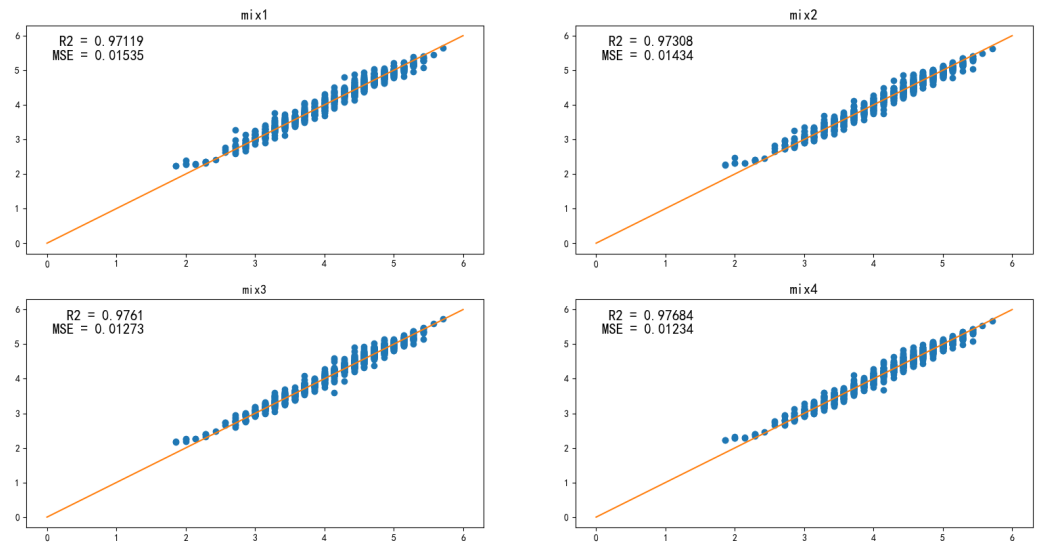 mix1
R2 = 0.97119
MSE = 0.01535
6
5
4
3
2
1
0
0 1 2 3 4 5 6
mix2
R2 = 0.97308
MSE = 0.01434
6
5
4
3
2
1
0
0 1 2 3 4 5 6
mix3
R2 = 0.9761
MSE = 0.01273
6
5
4
3
2
1
0
0 1 2 3 4 5 6
mix4
R2 = 0.97684
MSE = 0.01234
6
5
4
3
2
1
0
0 1 2 3 4 5 6